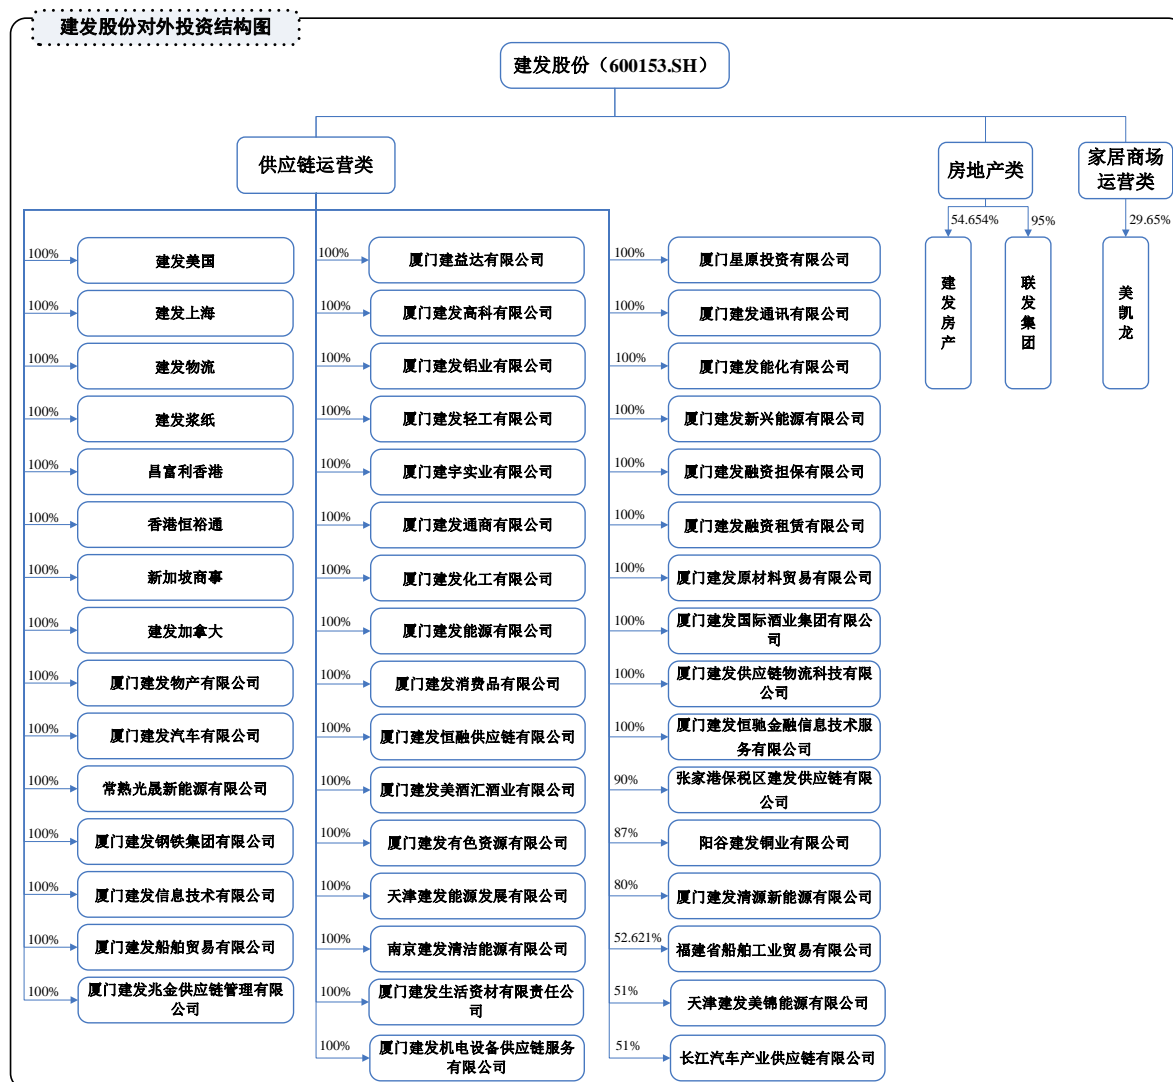 建发股份对外投资结构图
建发股份（600153.SH）
供应链运营类
房地产类
家居商场
运营类
100%
建发美国
100%
建发上海
100%
建发物流
100%
建发浆纸
100%
昌富利香港
100%
香港恒裕通
100%
新加坡商事
100%
建发加拿大
100%
厦门建发物产有限公司
100%
厦门建发汽车有限公司
100%
常熟光晟新能源有限公司
100%
厦门建发钢铁集团有限公司
100%
厦门建发信息技术有限公司
100%
厦门建发船舶贸易有限公司
100%
厦门建发兆金供应链管理有限
公司
100%
厦门建益达有限公司
100%
厦门建发高科有限公司
100%
厦门建发铝业有限公司
100%
厦门建发轻工有限公司
100%
厦门建宇实业有限公司
100%
厦门建发通商有限公司
100%
厦门建发化工有限公司
100%
厦门建发能源有限公司
100%
厦门建发消费品有限公司
100%
厦门建发恒融供应链有限公司
100%
厦门建发美酒汇酒业有限公司
100%
厦门建发有色资源有限公司
100%
天津建发能源发展有限公司
100%
南京建发清洁能源有限公司
100%
厦门建发生活资材有限责任公
司
100%
厦门建发机电设备供应链服务
有限公司
100%
厦门星原投资有限公司
100%
厦门建发通讯有限公司
100%
厦门建发能化有限公司
100%
厦门建发新兴能源有限公司
100%
厦门建发融资担保有限公司
100%
厦门建发融资租赁有限公司
100%
厦门建发原材料贸易有限公司
100%
厦门建发国际酒业集团有限公
司
100%
厦门建发供应链物流科技有限
公司
100%
厦门建发恒驰金融信息技术服
务有限公司
90%
张家港保税区建发供应链有限
公司
87%
阳谷建发铜业有限公司
80%
厦门建发清源新能源有限公司
52.621%
福建省船舶工业贸易有限公司
51%
天津建发美锦能源有限公司
51%
长江汽车产业供应链有限公司
54.654%
建发房产
95%
联发集团
29.65%
美凯龙